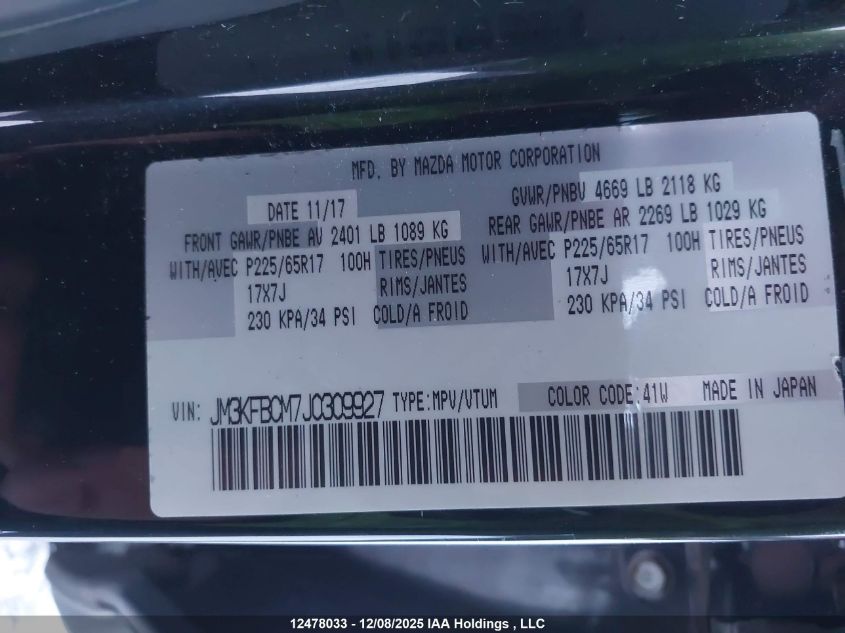 MFD. BY MAZDA MOTOR CORPORATION
DATE 11/17 GVWR/PNBV 4669 LB 2118 KG
FRONT GAWR/PNBE AV 2401 LB 1089 KG REAR GAWR/PNBE AR 2269 LB 1029 KG
WITH/AVEC P225/65R17 100H TIRES/PNEUS WITH/AVEC P225/65R17 100H TIRES/PNEUS
17X7J RIMS/JANTES 17X7J RIMS/JANTES
230 KPA/34 PSI COLD/A FROID 230 KPA/34 PSI COLD/A FROID
VIN: JM3KFBCM7J0309927 TYPE:MPV/VTUM COLOR CODE:41W MADE IN JAPAN
12478033 - 12/08/2025 IAA Holdings , LLC